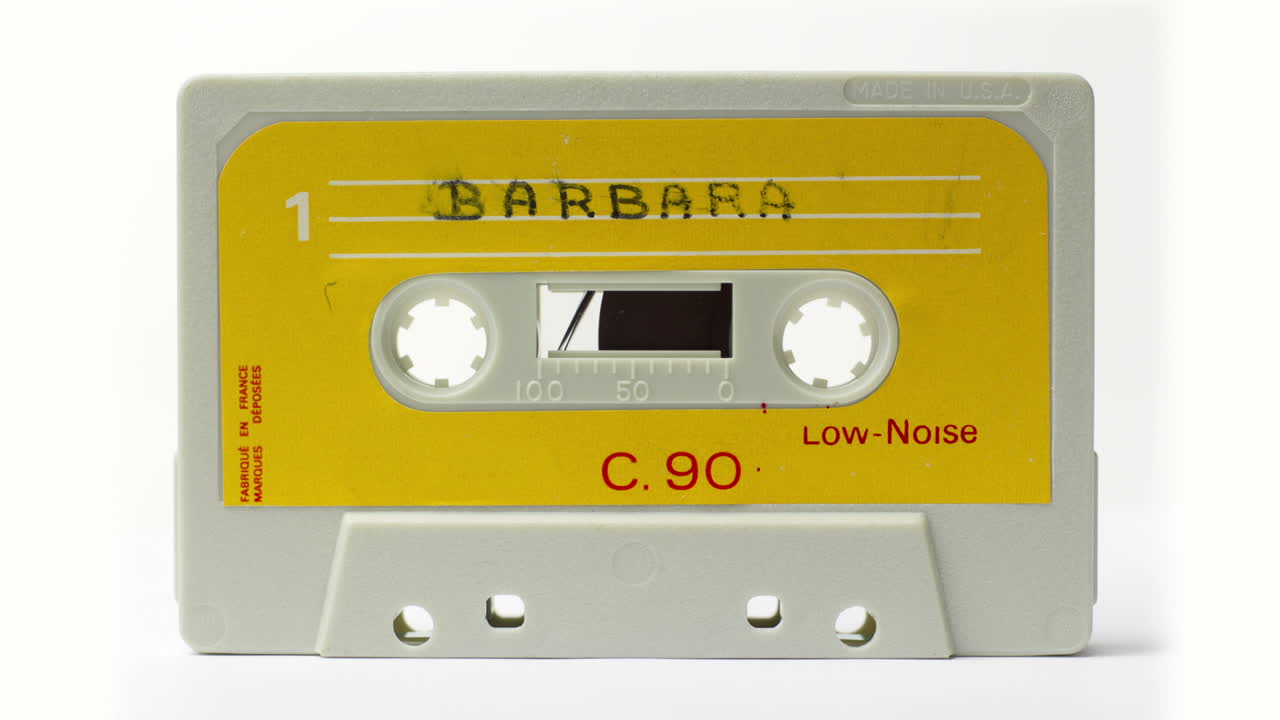 MADE IN U.S.A.
1
BARBARA
100 50 0
FABRIQUÉ EN FRANCE
MARQUES DÉPOSÉES
Low-Noise
C. 90